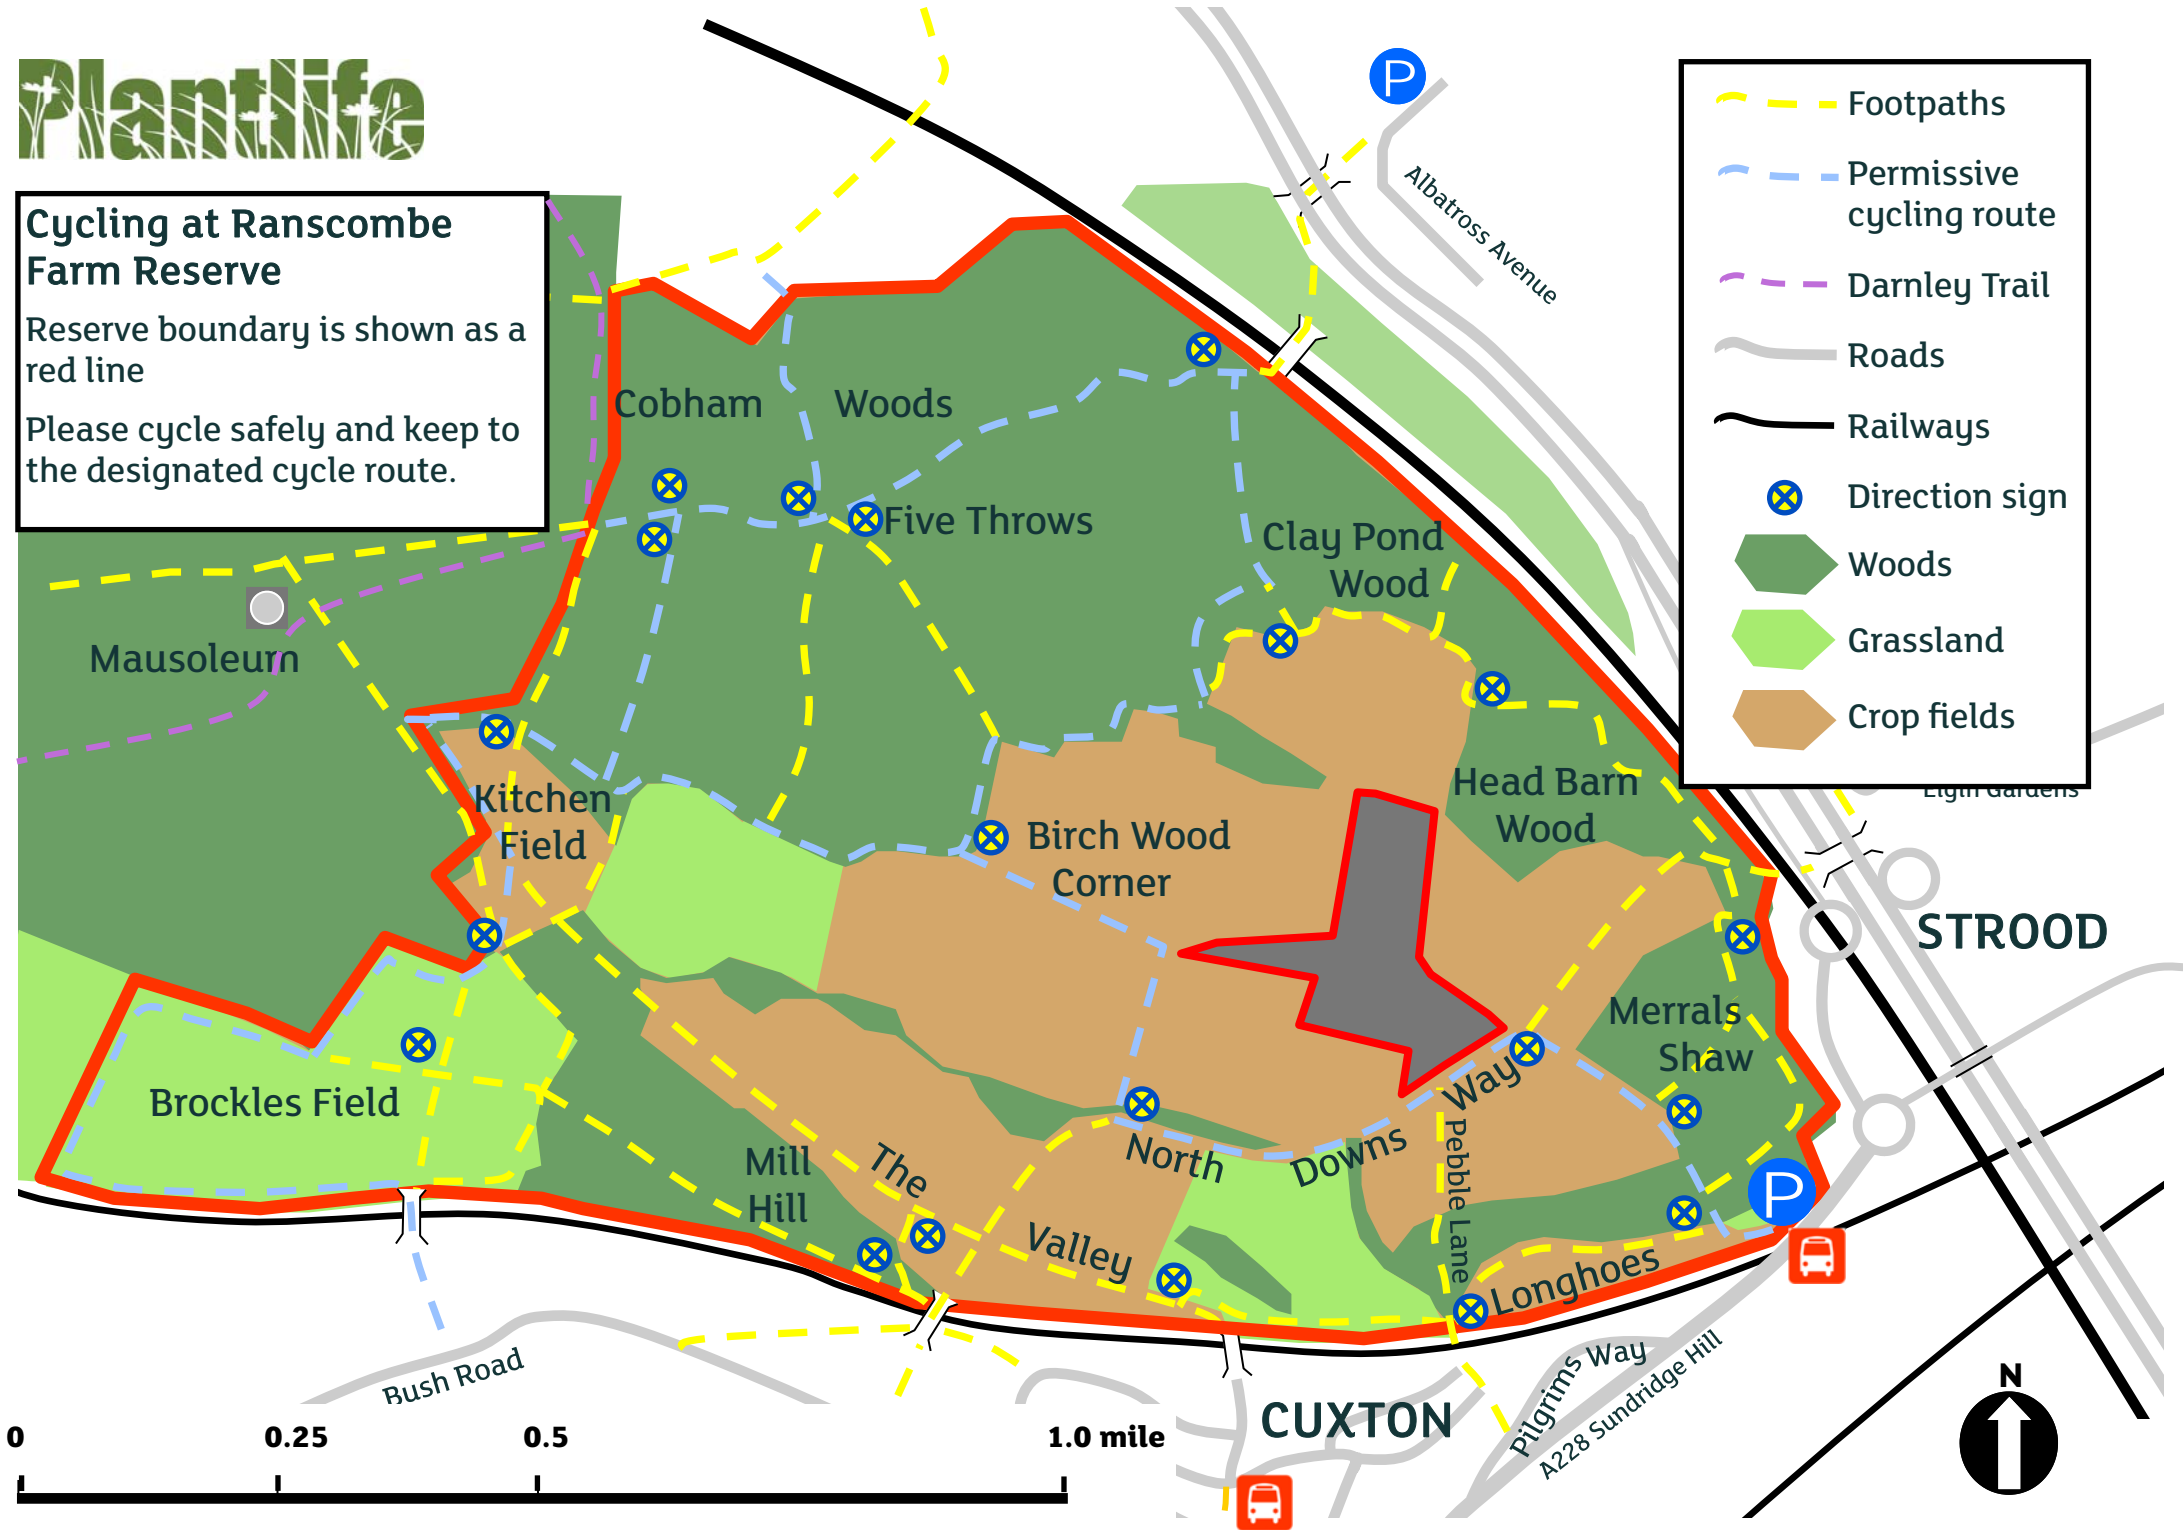 Plantlife
Cycling at Ranscombe
Farm Reserve
Reserve boundary is shown as a
red line
Please cycle safely and keep to
the designated cycle route.
P
Albatross Avenue
Footpaths
Permissive
cycling route
Darnley Trail
Roads
Railways
Direction sign
Woods
Grassland
Crop fields
Elgin Gardens
Cobham Woods
Five Throws
Clay Pond
Wood
Mausoleum
Kitchen
Field
Birch Wood
Corner
Head Barn
Wood
STROOD
Merrals
Shaw
Brockles Field
Mill
Hill
The
Valley
North
Downs
Way
Pebble Lane
P
Longhoes
Bush Road
Pilgrims Way
A228 Sundridge Hill
CUXTON
N
0 0.25 0.5 1.0 mile